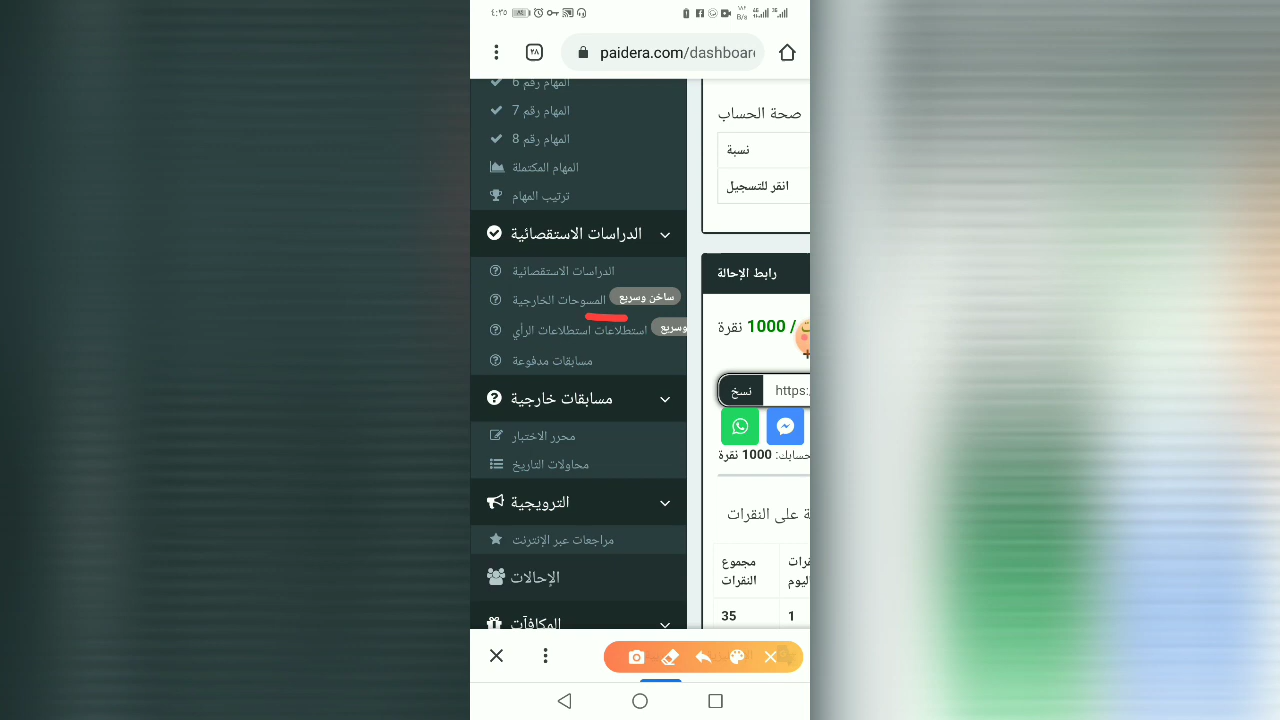 ٤:٣٥
٢٨
paidera.com/dashboar
المهام رقم 6
المهام رقم 7
المهام رقم 8
المهام المكتملة
ترتيب المهام
الدراسات الاستقصائية
الدراسات الاستقصائية
المسوحات الخارجية ساخن وسريع
استطلاعات استطلاعات الرأي وسريع
مسابقات مدفوعة
مسابقات خارجية
محرر الاختبار
محاولات التاريخ
الترويجية
مراجعات عبر الإنترنت
الإحالات
المكافآت
صحة الحساب
نسبة
انقر للتسجيل
رابط الإحالة
/ 1000 نقرة
نسخ https:
حسابك: 1000 نقرة
ة على النقرات
مجموع النقرات
اليوم
35
1